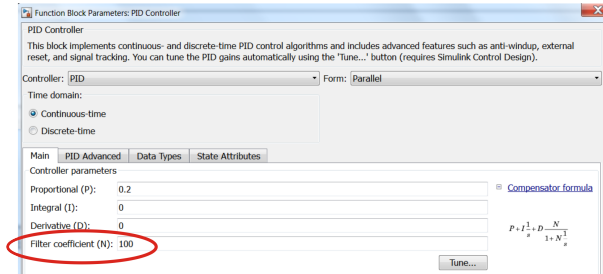 Function Block Parameters: PID Controller
X
PID Controller
This block implements continuous- and discrete-time PID control algorithms and includes advanced features such as anti-windup, external
reset, and signal tracking. You can tune the PID gains automatically using the 'Tune...' button (requires Simulink Control Design).
Controller: PID Form: Parallel
Time domain:
Continuous-time
Discrete-time
Main PID Advanced Data Types State Attributes
Controller parameters
Proportional (P): 0.2 Compensator formula
Integral (I): 0
Derivative (D): 0
P+I 1/s + D N/(1+N 1/s)
Filter coefficient (N): 100
Tune...